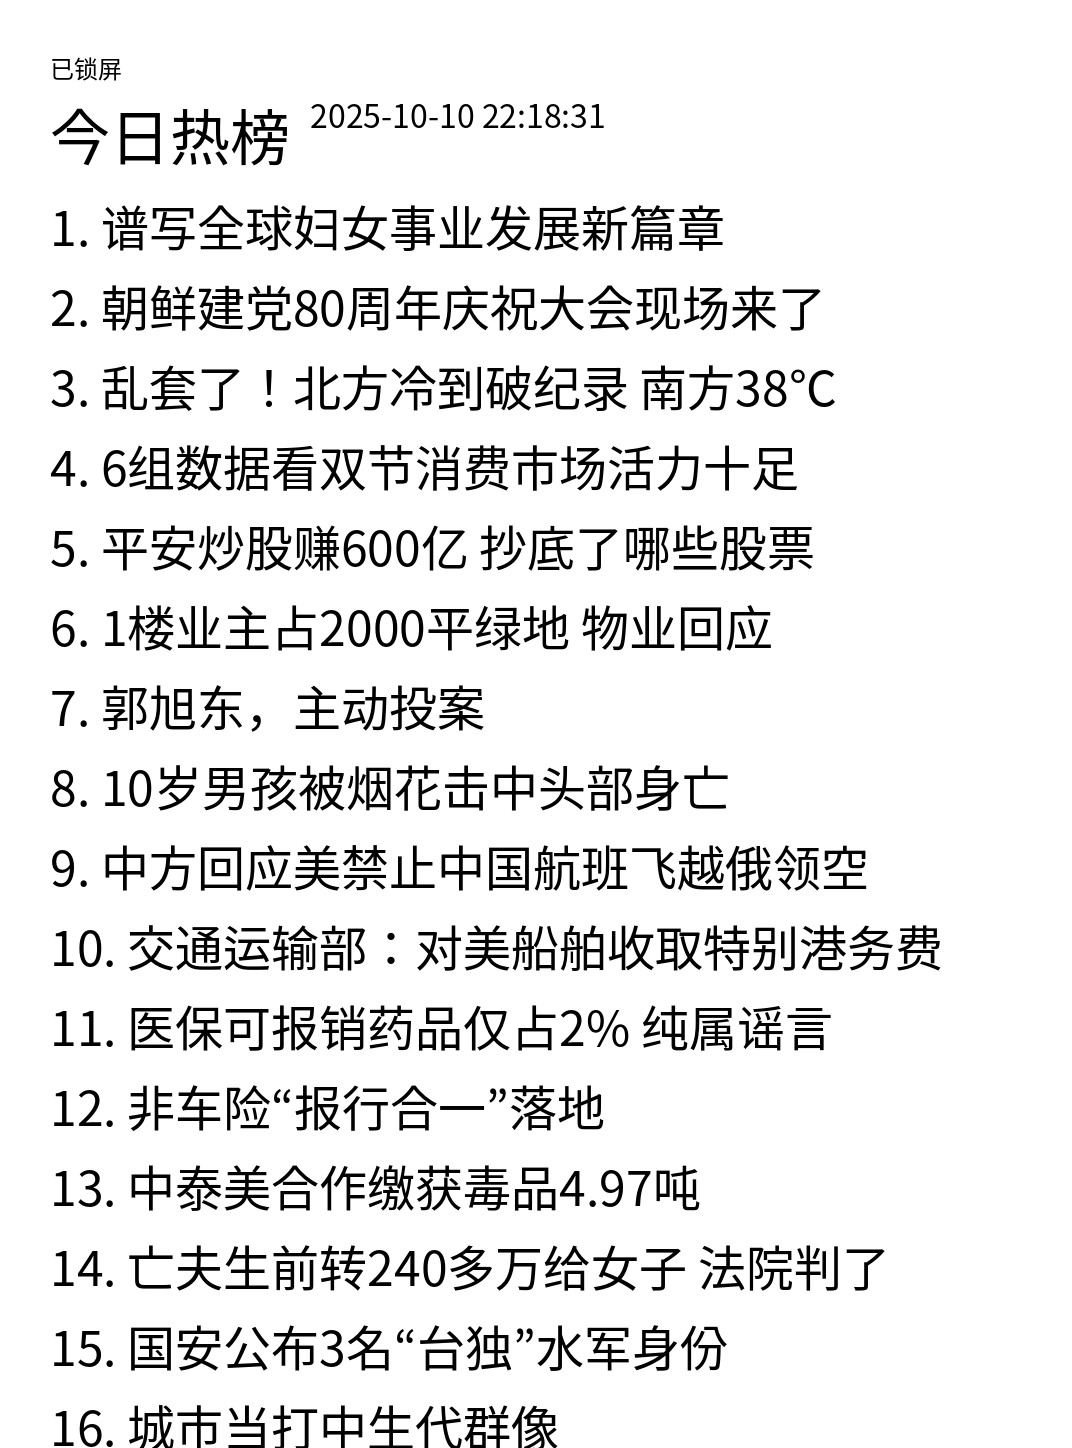 已锁屏
今日热榜 2025-10-10 22:18:31
1. 谱写全球妇女事业发展新篇章
2. 朝鲜建党80周年庆祝大会现场来了
3. 乱套了！北方冷到破纪录 南方38℃
4. 6组数据看双节消费市场活力十足
5. 平安炒股赚600亿 抄底了哪些股票
6. 1楼业主占2000平绿地 物业回应
7. 郭旭东，主动投案
8. 10岁男孩被烟花击中头部身亡
9. 中方回应美禁止中国航班飞越俄领空
10. 交通运输部：对美船舶收取特别港务费
11. 医保可报销药品仅占2% 纯属谣言
12. 非车险“报行合一”落地
13. 中泰美合作缴获毒品4.97吨
14. 亡夫生前转240多万给女子 法院判了
15. 国安公布3名“台独”水军身份
16. 城市当打中生代群像